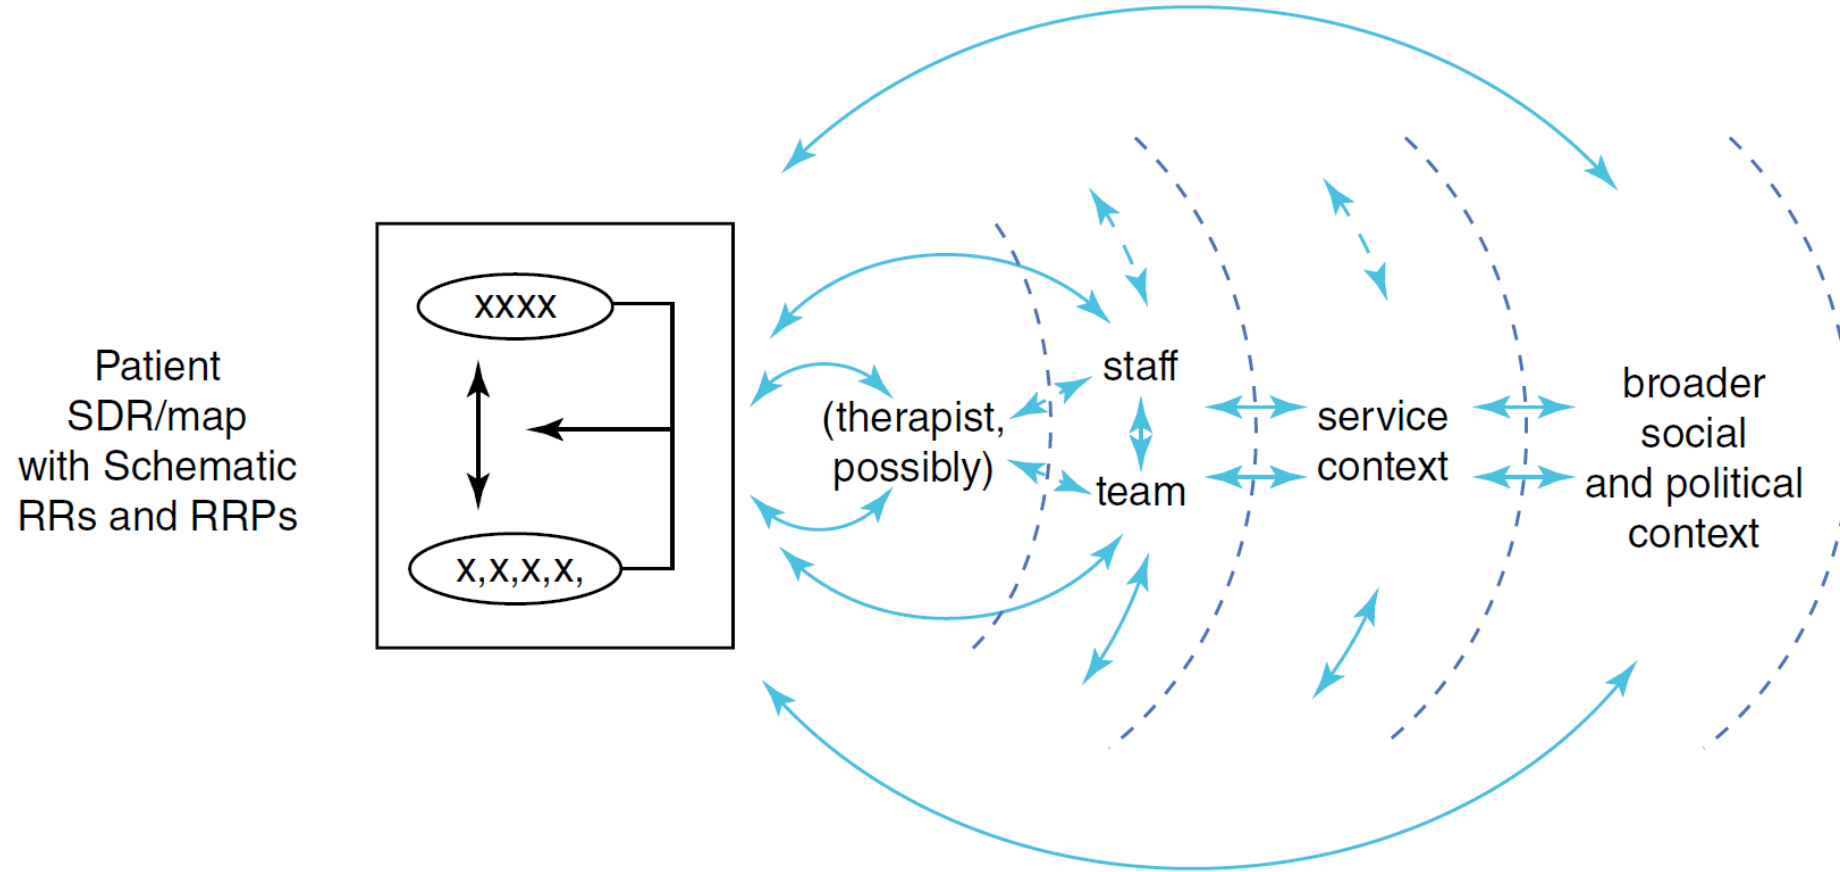 Patient
SDR/map
with Schematic
RRs and RRPs
xxxx
x,x,x,x,
(therapist,
possibly)
staff
team
service
context
broader
social
and political
context